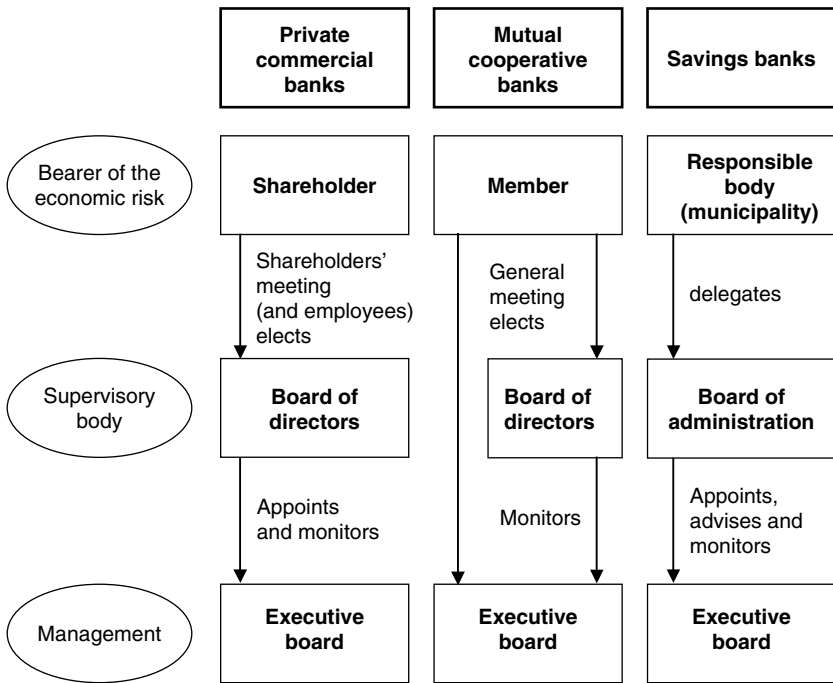 Private
commercial
banks
Mutual
cooperative
banks
Savings banks
Bearer of the
economic risk
Shareholder
Member
Responsible
body
(municipality)
Shareholders’
meeting
(and employees)
elects
General
meeting
elects
delegates
Supervisory
body
Board of
directors
Board of
directors
Board of
administration
Appoints
and monitors
Monitors
Appoints,
advises and
monitors
Management
Executive
board
Executive
board
Executive
board